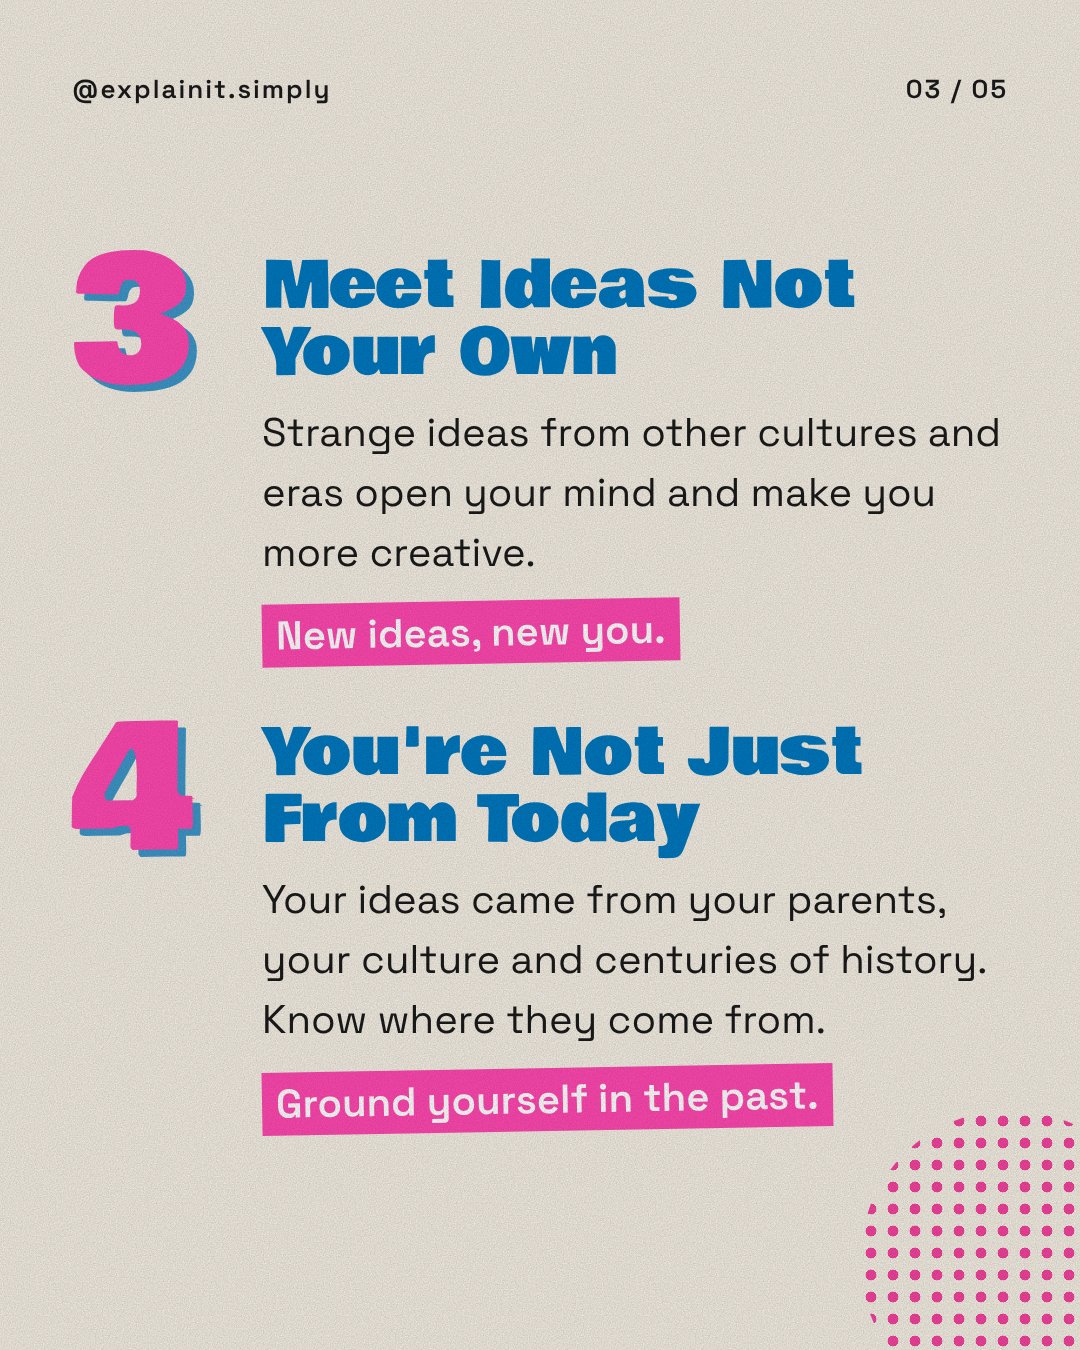 @explainit.simply
03 / 05
3
Meet Ideas Not
Your Own
Strange ideas from other cultures and
eras open your mind and make you
more creative.
New ideas, new you.
4
You're Not Just
From Today
Your ideas came from your parents,
your culture and centuries of history.
Know where they come from.
Ground yourself in the past.